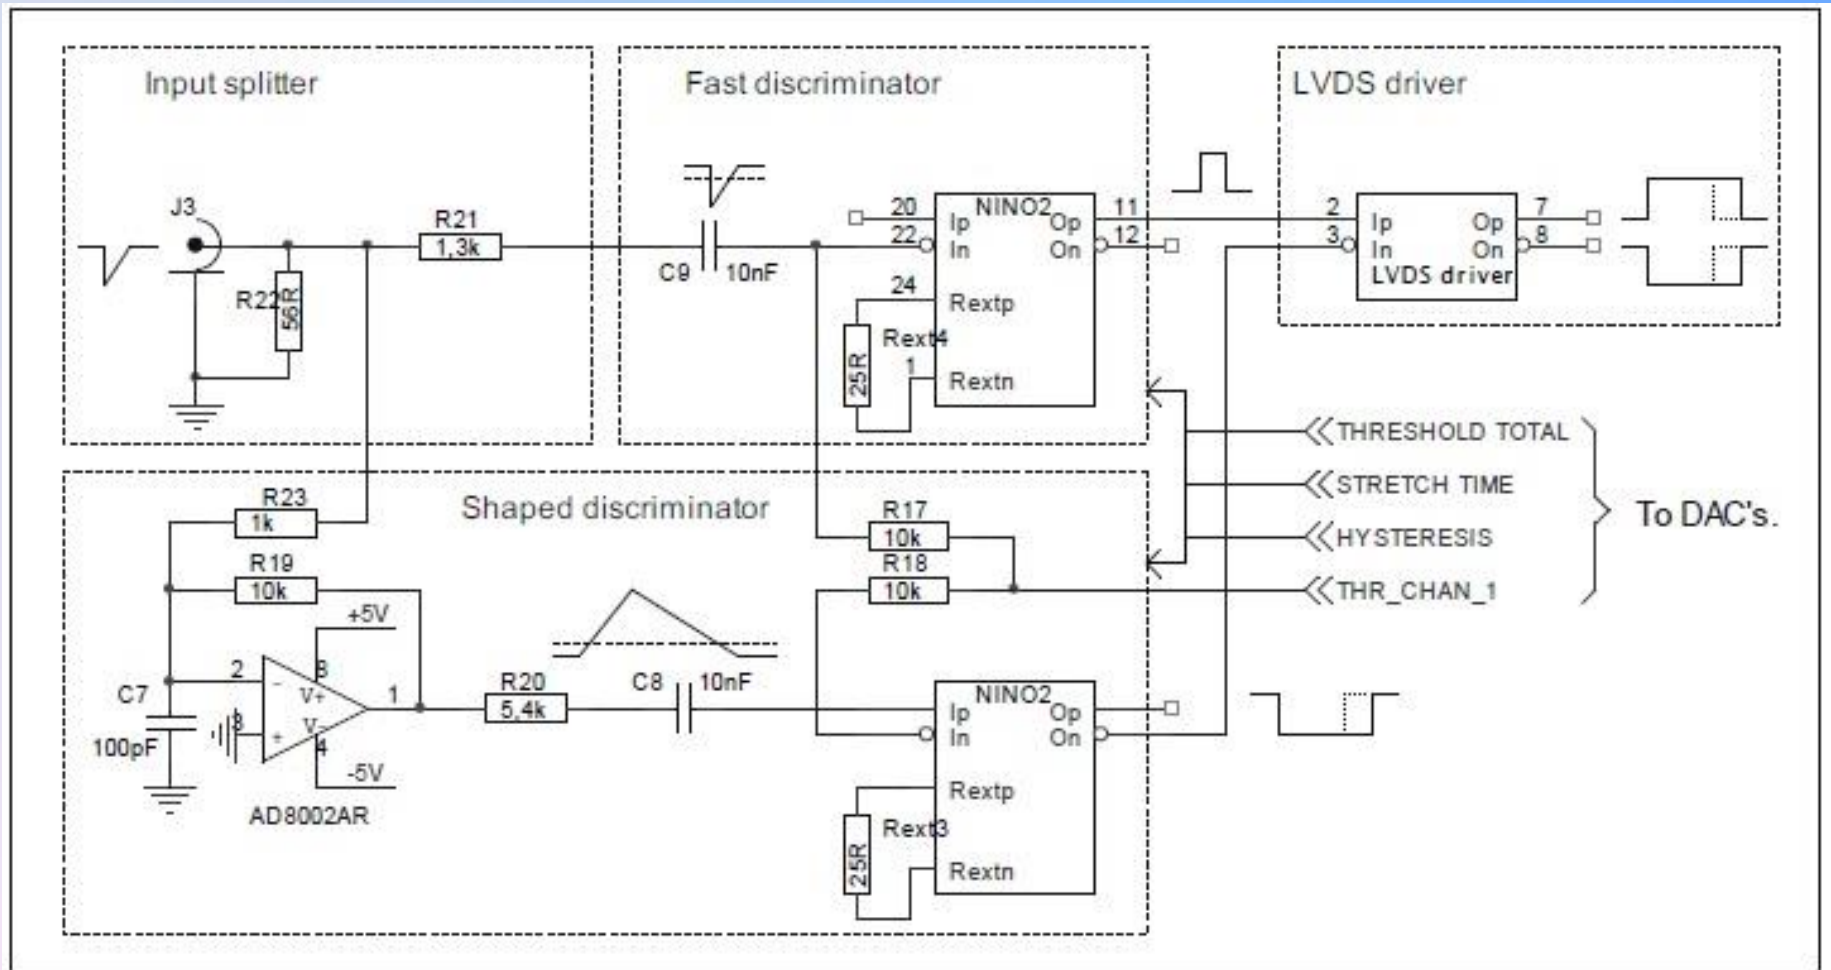 Input splitter
Fast discriminator
LVDS driver
J3
R21
1,3k
R22
56R
C9
10nF
20
22
24
1
NINO2
Ip
In
Op
On
Rextp
Rextn
11
12
Rext4
25R
2
3
Ip
In
Op
On
LVDS driver
7
8
Shaped discriminator
R23
1k
R19
10k
+5V
2
3
8
V+
V-
4
1
-
+
-5V
AD8002AR
C7
100pF
R20
5,4k
C8
10nF
R17
10k
R18
10k
NINO2
Ip
In
Op
On
Rextp
Rextn
Rext3
25R
THRESHOLD TOTAL
STRETCH TIME
HYSTERESIS
THR_CHAN_1
To DAC's.